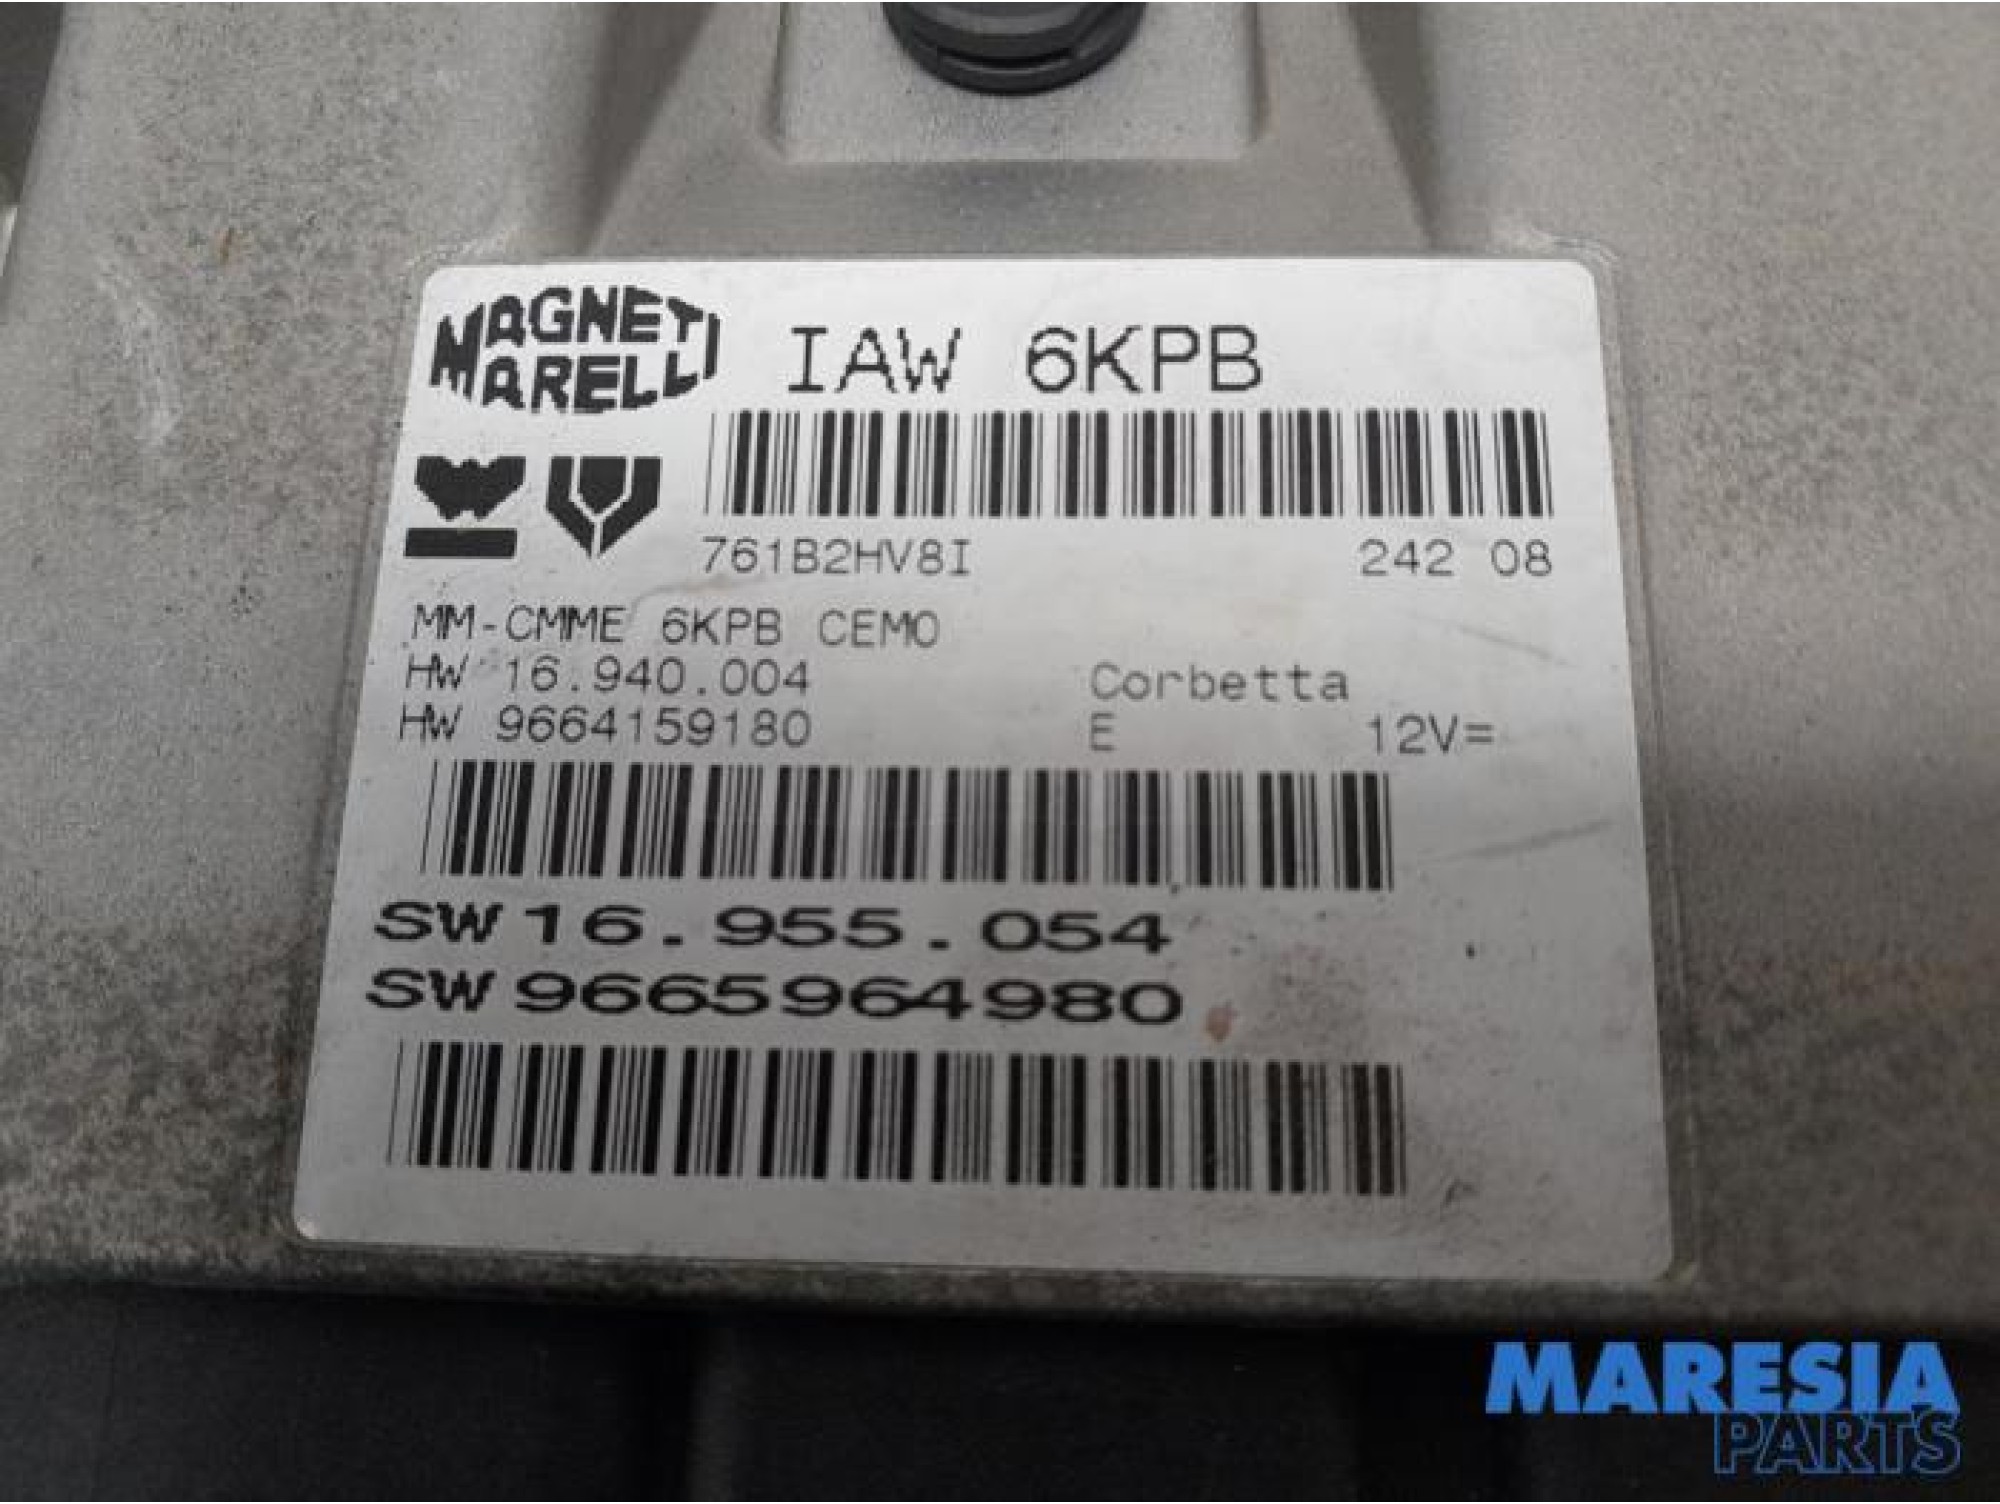 MAGNETI
MARELLI
IAW 6KPB
761B2HV8I 242 08
MM-CMME 6KPB CEMO
HW 16.940.004 Corbetta
HW 9664159180 E 12V=
SW 16.955.054
SW 9665964980
MARESIA
PARTS